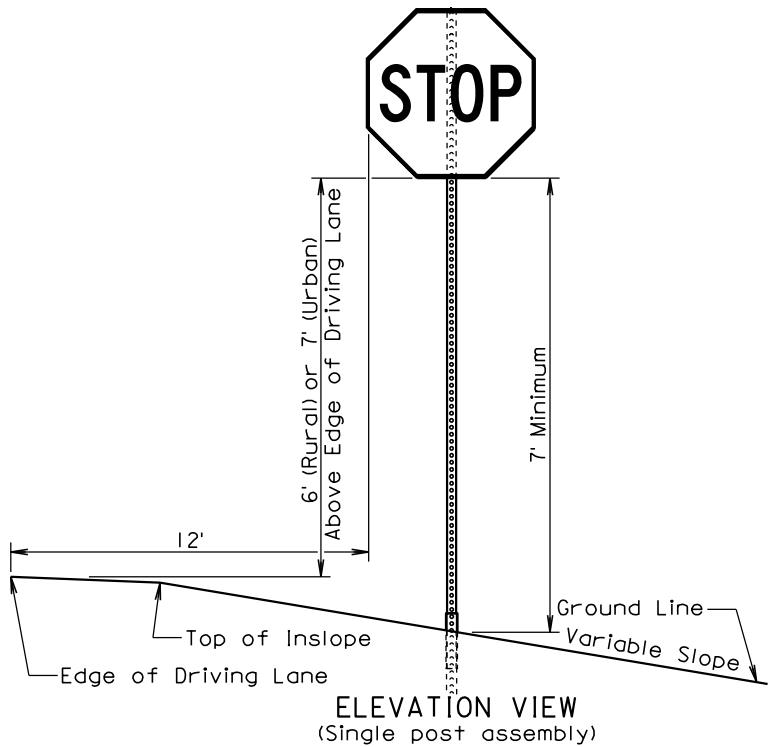 STOP
6' (Rural) or 7' (Urban)
Above Edge of Driving Lane
7' Minimum
12'
Ground Line
Variable Slope
Top of Inslope
Edge of Driving Lane
ELEVATION VIEW
(Single post assembly)